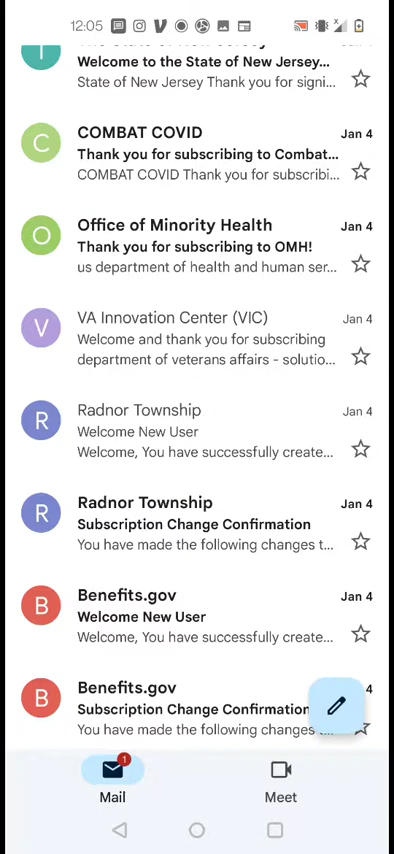 12:05
Welcome to the State of New Jersey...
State of New Jersey Thank you for signi...
C
COMBAT COVID
Jan 4
Thank you for subscribing to Combat...
COMBAT COVID Thank you for subscribi...
O
Office of Minority Health
Jan 4
Thank you for subscribing to OMH!
us department of health and human ser...
V
VA Innovation Center (VIC)
Jan 4
Welcome and thank you for subscribing
department of veterans affairs - solutio...
R
Radnor Township
Jan 4
Welcome New User
Welcome, You have successfully create...
R
Radnor Township
Jan 4
Subscription Change Confirmation
You have made the following changes t...
B
Benefits.gov
Jan 4
Welcome New User
Welcome, You have successfully create...
B
Benefits.gov
4
Subscription Change Confirmation
You have made the following changes
1
Mail
Meet